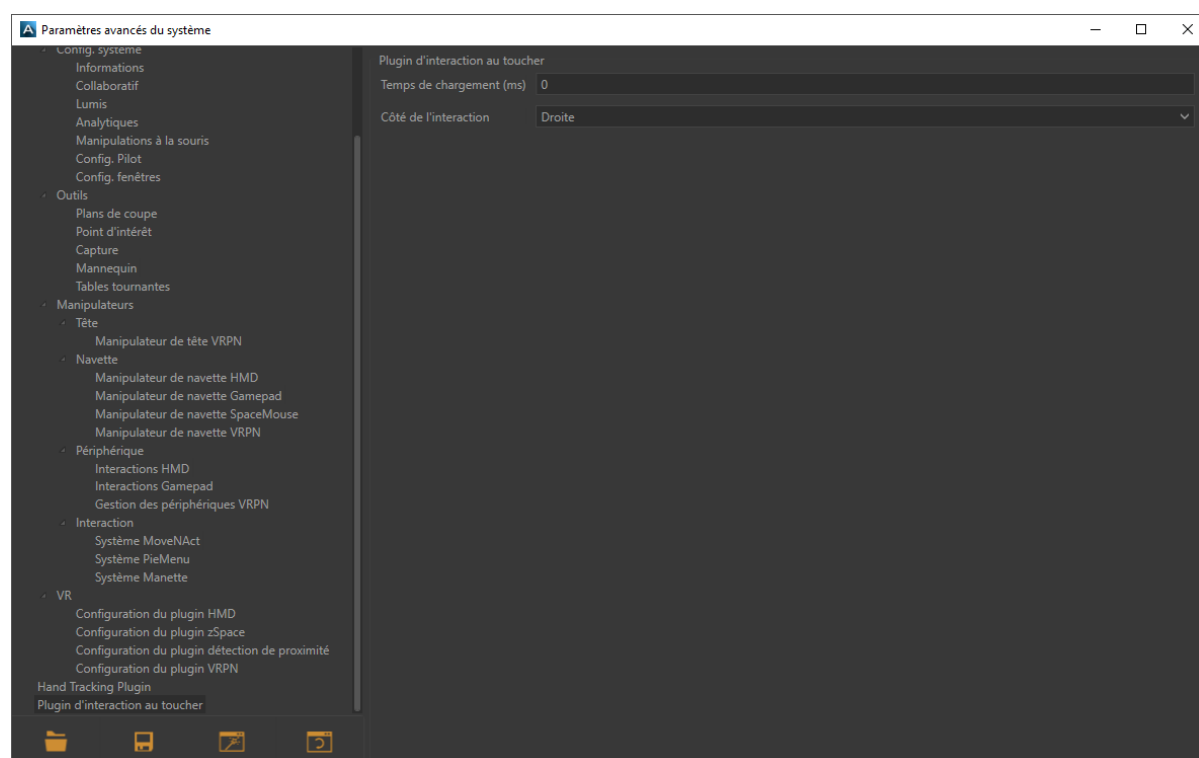 Paramètres avancés du système
Config. système
Informations
Collaboratif
Lumis
Analytiques
Manipulations à la souris
Config. Pilot
Config. fenêtres
Outils
Plans de coupe
Point d'intérêt
Capture
Mannequin
Tables tournantes
Manipulateurs
Tête
Manipulateur de tête VRPN
Navette
Manipulateur de navette HMD
Manipulateur de navette Gamepad
Manipulateur de navette SpaceMouse
Manipulateur de navette VRPN
Périphérique
Interactions HMD
Interactions Gamepad
Gestion des périphériques VRPN
Interaction
Système MoveNAct
Système PieMenu
Système Manette
VR
Configuration du plugin HMD
Configuration du plugin zSpace
Configuration du plugin détection de proximité
Configuration du plugin VRPN
Hand Tracking Plugin
Plugin d'interaction au toucher
Plugin d'interaction au toucher
Temps de chargement (ms) 0
Côté de l'interaction Droite